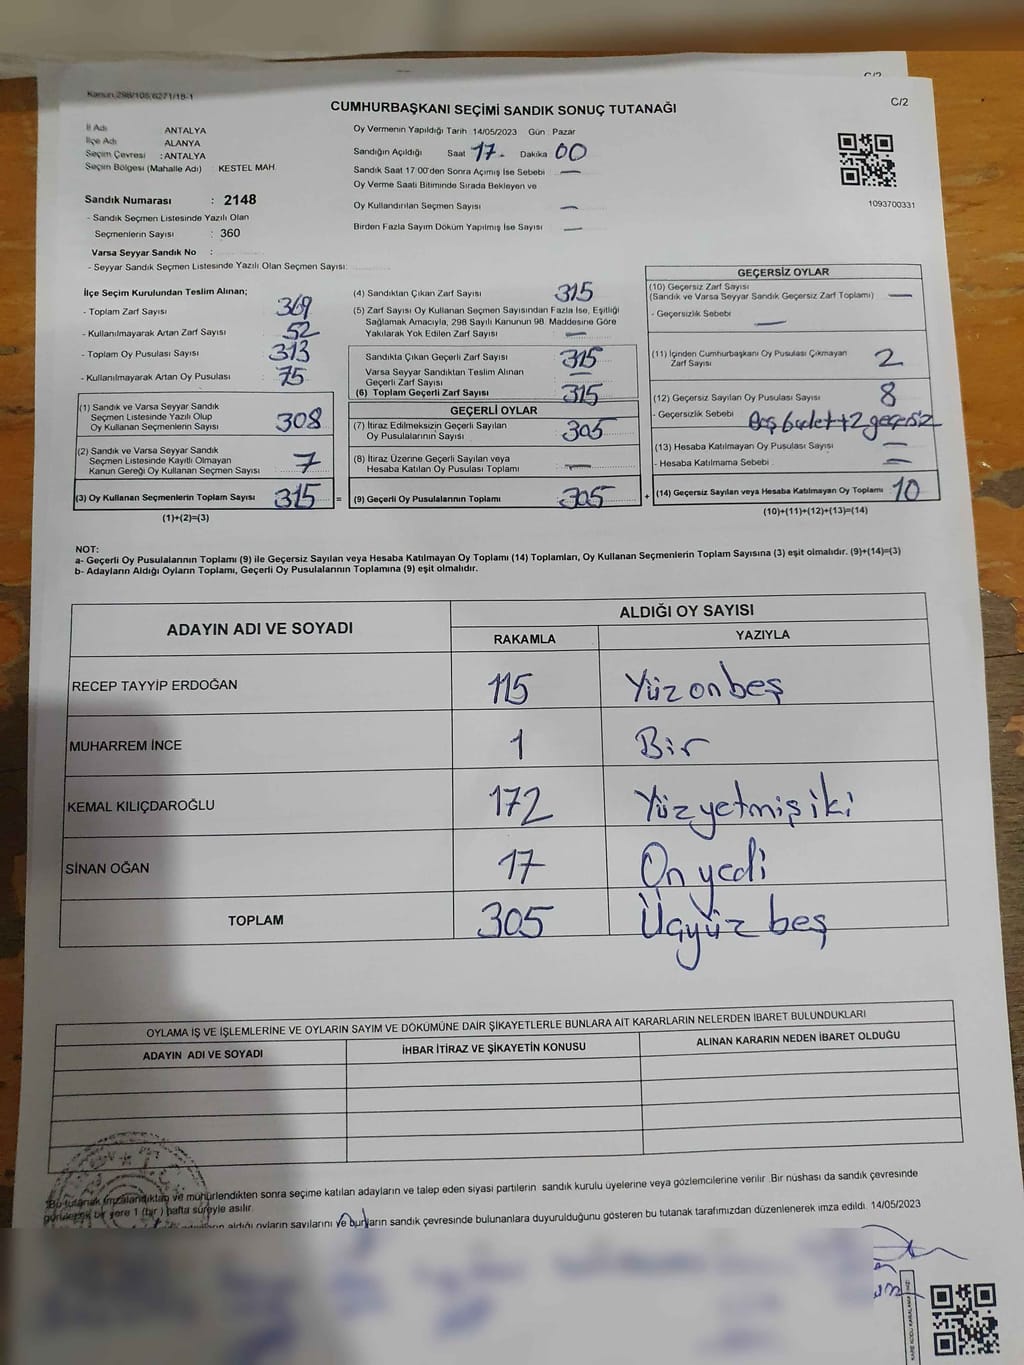 C/2
Kanun 298/105,6271/18-1
CUMHURBAŞKANI SEÇİMİ SANDIK SONUÇ TUTANAĞI
C/2
İl Adı ANTALYA
İlçe Adı ALANYA
Seçim Çevresi : ANTALYA
Seçim Bölgesi (Mahalle Adı) KESTEL MAH.
Oy Vermenin Yapıldığı Tarih 14/05/2023 Gün : Pazar
Sandığın Açıldığı Saat 17 Dakika 00
Sandık Saat 17 00'den Sonra Açımış İse Sebebi —
Oy Verme Saati Bitiminde Sırada Bekleyen ve
Oy Kullandırılan Seçmen Sayısı —
Birden Fazla Sayım Döküm Yapılmış İse Sayısı —
1093700331
Sandık Numarası : 2148
- Sandık Seçmen Listesinde Yazılı Olan
Seçmenlerin Sayısı : 360
Varsa Seyyar Sandık No :
- Seyyar Sandık Seçmen Listesinde Yazılı Olan Seçmen Sayısı:
İlçe Seçim Kurulundan Teslim Alınan;
- Toplam Zarf Sayısı : 369
- Kullanılmayarak Artan Zarf Sayısı : 52
- Toplam Oy Pusulası Sayısı : 313
- Kullanılmayarak Artan Oy Pusulası : 75
(1) Sandık ve Varsa Seyyar Sandık
Seçmen Listesinde Yazılı Olup
Oy Kullanan Seçmenlerin Sayısı 308
(2) Sandık ve Varsa Seyyar Sandık
Seçmen Listesinde Kayıtlı Olmayan
Kanun Gereği Oy Kullanan Seçmen Sayısı 7
(3) Oy Kullanan Seçmenlerin Toplam Sayısı 315 =
(1)+(2)=(3)
(4) Sandıktan Çıkan Zarf Sayısı 315
(5) Zarf Sayısı Oy Kullanan Seçmen Sayısından Fazla İse, Eşitliği
Sağlamak Amacıyla, 298 Sayılı Kanunun 98. Maddesine Göre
Yakılarak Yok Edilen Zarf Sayısı —
Sandıkta Çıkan Geçerli Zarf Sayısı 315
Varsa Seyyar Sandıktan Teslim Alınan
Geçerli Zarf Sayısı —
(6) Toplam Geçerli Zarf Sayısı 315
GEÇERLİ OYLAR
(7) İtiraz Edilmeksizin Geçerli Sayılan
Oy Pusulalarının Sayısı 305
(8) İtiraz Üzerine Geçerli Sayılan veya
Hesaba Katılan Oy Pusulası Toplamı —
(9) Geçerli Oy Pusulalarının Toplamı 305 +
GEÇERSİZ OYLAR
(10) Geçersiz Zarf Sayısı
(Sandık ve Varsa Seyyar Sandık Geçersiz Zarf Toplamı) —
- Geçersizlik Sebebi —
(11) İçinden Cumhurbaşkanı Oy Pusulası Çıkmayan
Zarf Sayısı 2
(12) Geçersiz Sayılan Oy Pusulası Sayısı 8
- Geçersizlik Sebebi Beş 6 adet +2 geçersiz
(13) Hesaba Katılmayan Oy Pusulası Sayısı —
- Hesaba Katılmama Sebebi —
(14) Geçersiz Sayılan veya Hesaba Katılmayan Oy Toplamı 10
(10)+(11)+(12)+(13)=(14)
NOT:
a- Geçerli Oy Pusulalarının Toplamı (9) ile Geçersiz Sayılan veya Hesaba Katılmayan Oy Toplamı (14) Toplamları, Oy Kullanan Seçmenlerin Toplam Sayısına (3) eşit olmalıdır. (9)+(14)=(3)
b- Adayların Aldığı Oyların Toplamı, Geçerli Oy Pusulalarının Toplamına (9) eşit olmalıdır.
ADAYIN ADI VE SOYADI ALDIĞI OY SAYISI
RAKAMLA YAZIYLA
RECEP TAYYİP ERDOĞAN 115 Yüz onbeş
MUHARREM İNCE 1 Bir
KEMAL KILIÇDAROĞLU 172 Yüzyetmişiki
SİNAN OĞAN 17 On yedi
TOPLAM 305 Üçyüz beş
OYLAMA İŞ VE İŞLEMLERİNE VE OYLARIN SAYIM VE DÖKÜMÜNE DAİR ŞİKAYETLERLE BUNLARA AİT KARARLARIN NELERDEN İBARET BULUNDUKLARI
ADAYIN ADI VE SOYADI İHBAR İTİRAZ VE ŞİKAYETİN KONUSU ALINAN KARARIN NEDEN İBARET OLDUĞU
*Bu tutanak imzalandıktan ve mühürlendikten sonra seçime katılan adayların ve talep eden siyasi partilerin sandık kurulu üyelerine veya gözlemcilerine verilir Bir nüshası da sandık çevresinde
görülecek bir yere 1 (bir) hafta süreyle asılır.
aldığı oyların sayılarını ve bunların sandık çevresinde bulunanlara duyurulduğunu gösteren bu tutanak tarafımızdan düzenlenerek imza edildi. 14/05/2023